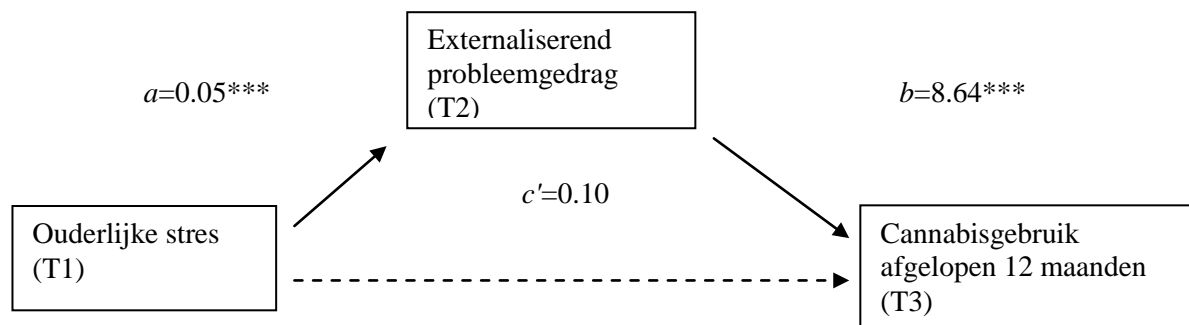 Externaliserend
probleemgedrag
(T2)
a=0.05***
b=8.64***
c'=0.10
Ouderlijke stres
(T1)
Cannabisgebruik
afgelopen 12 maanden
(T3)